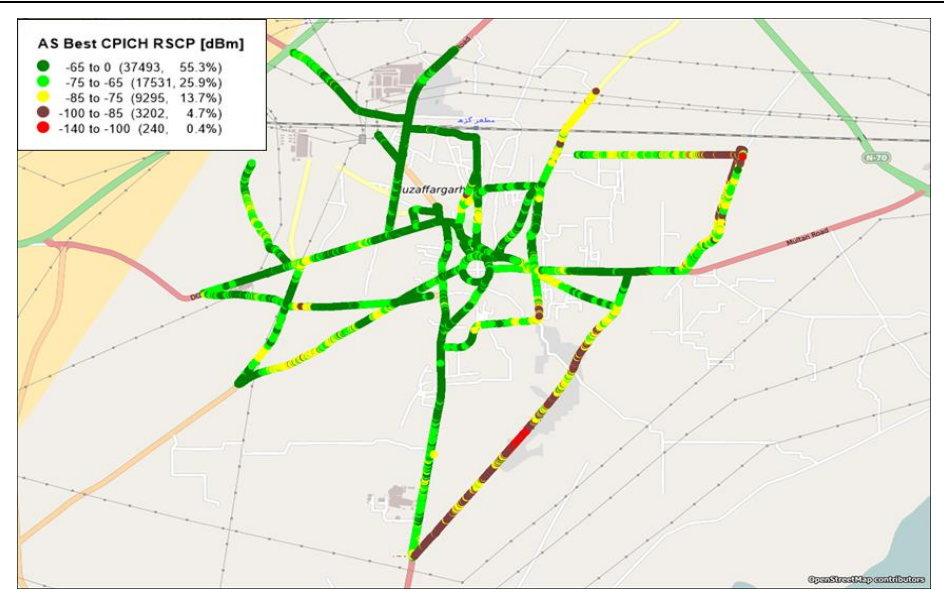 AS Best CPICH RSCP [dBm]
-65 to 0 (37493, 55.3%)
-75 to -65 (17531, 25.9%)
-85 to -75 (9295, 13.7%)
-100 to -85 (3202, 4.7%)
-140 to -100 (240, 0.4%)
oad
مظفر گڑھ
N-70
uzaffargarh
Multan Road
OpenStreetMap contributors